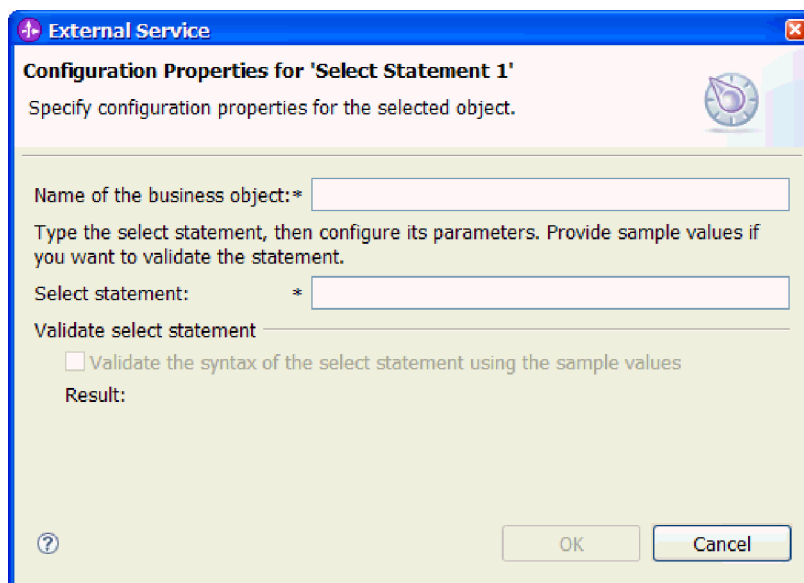 External Service
Configuration Properties for 'Select Statement 1'
Specify configuration properties for the selected object.
Name of the business object:*
Type the select statement, then configure its parameters. Provide sample values if
you want to validate the statement.
Select statement: *
Validate select statement
Validate the syntax of the select statement using the sample values
Result:
?
OK
Cancel